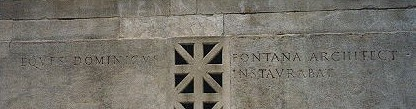 EQVES DOMINICVS FONTANA ARCHITECT
INSTAVRABAT